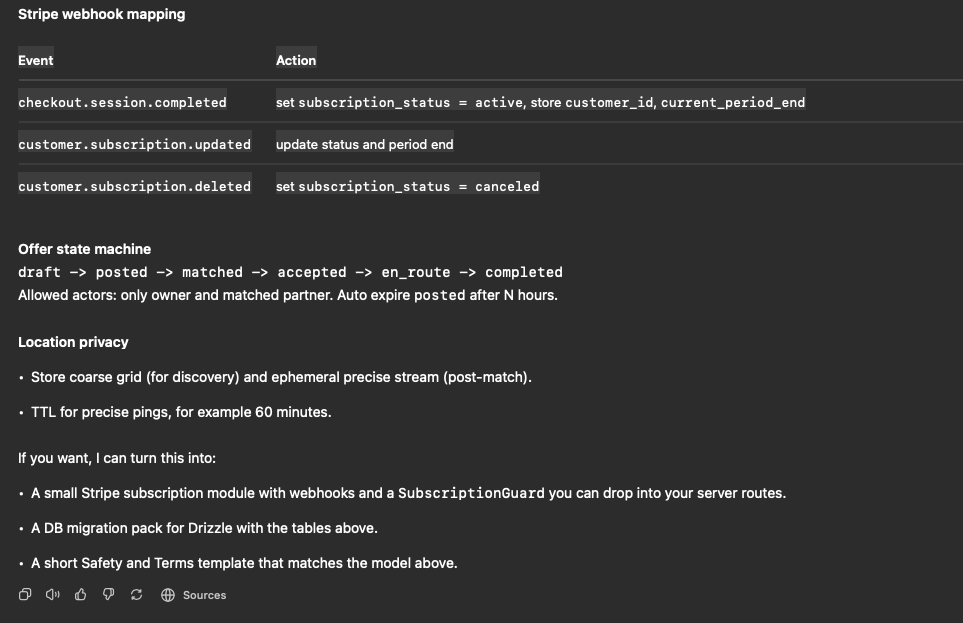 Stripe webhook mapping
Event Action
checkout.session.completed set subscription_status = active, store customer_id, current_period_end
customer.subscription.updated update status and period end
customer.subscription.deleted set subscription_status = canceled
Offer state machine
draft -> posted -> matched -> accepted -> en_route -> completed
Allowed actors: only owner and matched partner. Auto expire posted after N hours.
Location privacy
• Store coarse grid (for discovery) and ephemeral precise stream (post-match).
• TTL for precise pings, for example 60 minutes.
If you want, I can turn this into:
• A small Stripe subscription module with webhooks and a SubscriptionGuard you can drop into your server routes.
• A DB migration pack for Drizzle with the tables above.
• A short Safety and Terms template that matches the model above.
Sources